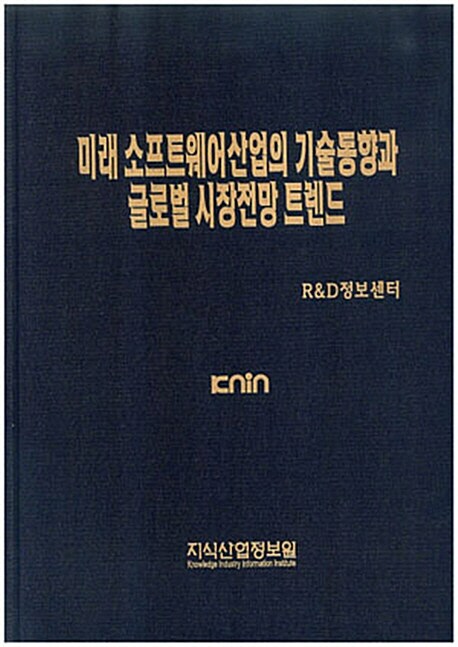 미래 소프트웨어산업의 기술동향과
글로벌 시장전망 트렌드
R&D정보센터
knin
지식산업정보원
Knowledge Industry Information Institute